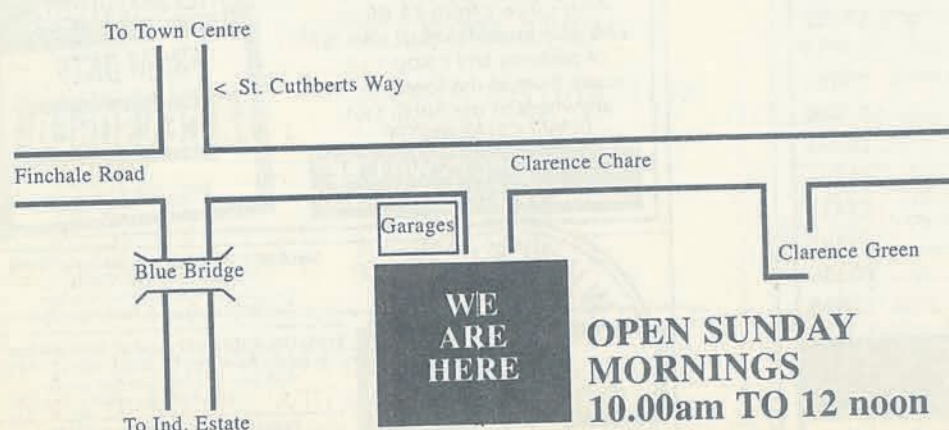 To Town Centre
< St. Cuthberts Way
Finchale Road
Clarence Chare
Garages
Clarence Green
Blue Bridge
WE
ARE
HERE
OPEN SUNDAY
MORNINGS
10.00am TO 12 noon
To Ind. Estate